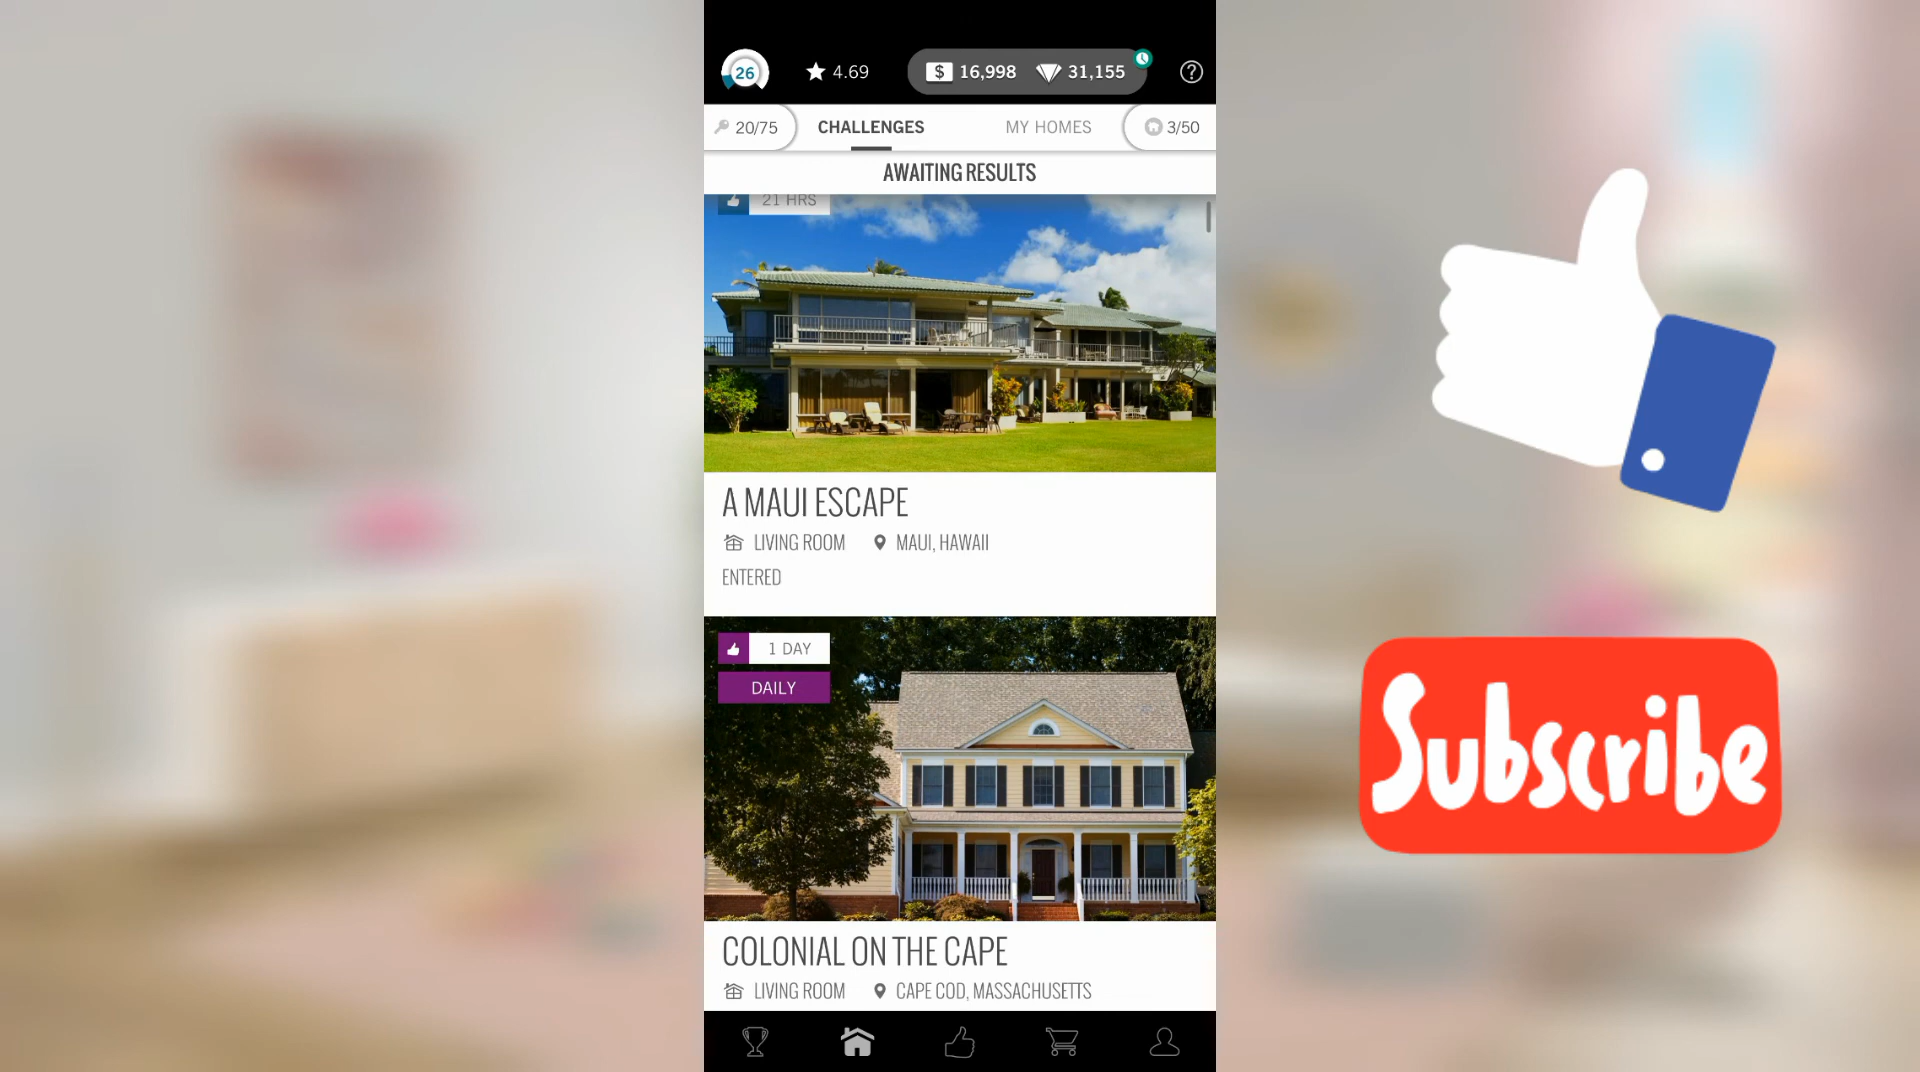 26
4.69
$ 16,998
31,155
?
20/75
CHALLENGES
MY HOMES
3/50
AWAITING RESULTS
21 HRS
A MAUI ESCAPE
LIVING ROOM
MAUI, HAWAII
ENTERED
1 DAY
DAILY
COLONIAL ON THE CAPE
LIVING ROOM
CAPE COD, MASSACHUSETTS
Subscribe